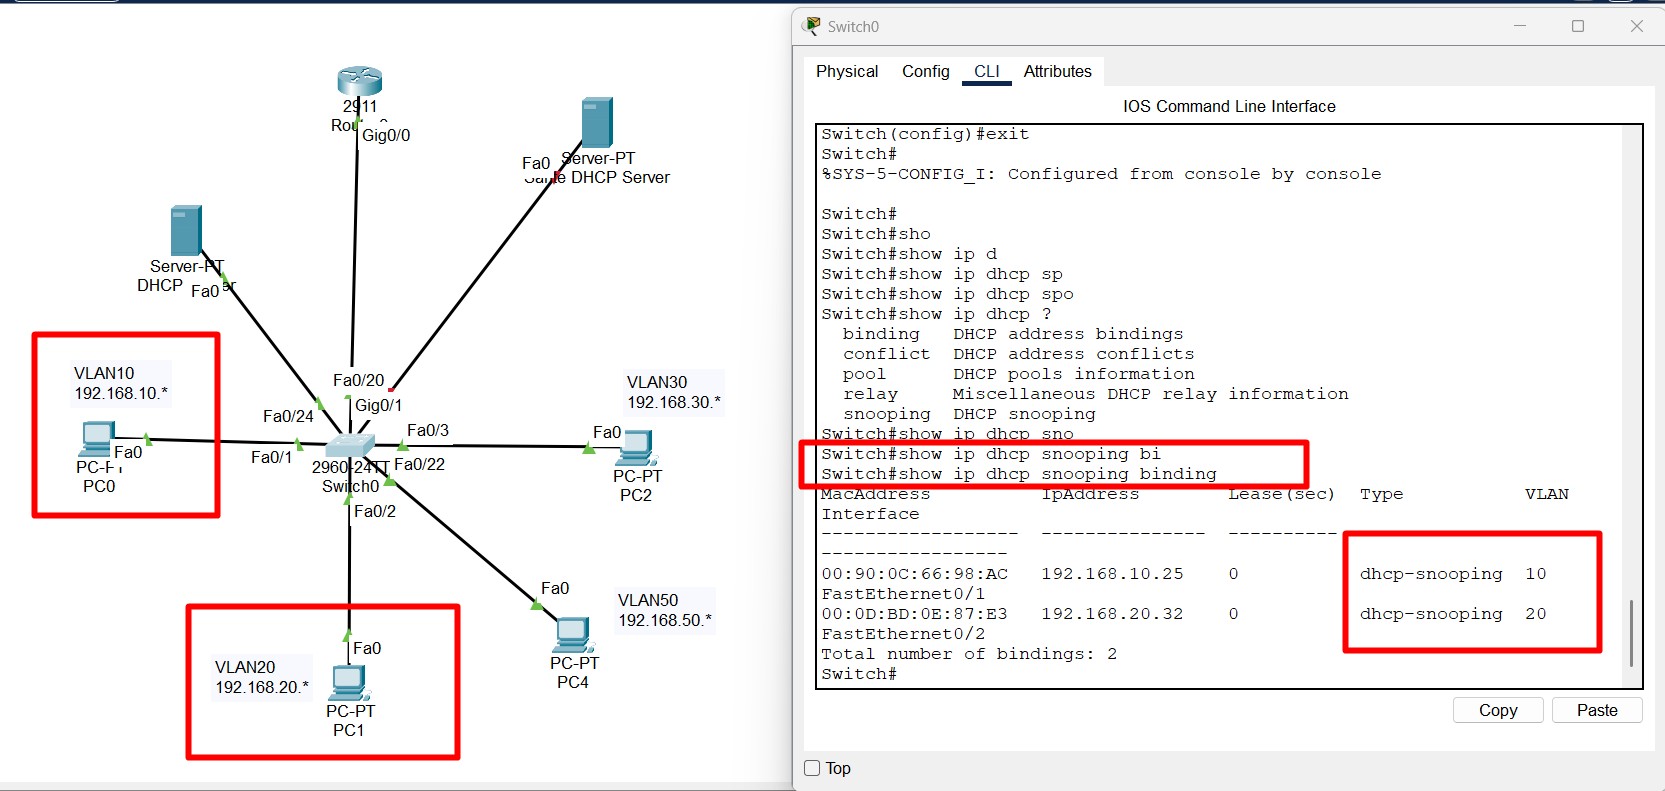 2911
Gig0/0
Server-PT
Fa0
DHCP Server
Server-PT
DHCP
Fa0
VLAN10
192.168.10.*
Fa0
PC0
Fa0/20
Gig0/1
Fa0/24
Fa0/1
Fa0/3
2960-24TT
Fa0/22
Switch0
Fa0/2
VLAN30
192.168.30.*
Fa0
PC-PT
PC2
Fa0
VLAN50
192.168.50.*
PC-PT
PC4
VLAN20
192.168.20.*
Fa0
PC-PT
PC1
Switch0
Physical Config CLI Attributes
IOS Command Line Interface
Switch(config)#exit
Switch#
%SYS-5-CONFIG_I: Configured from console by console
Switch#
Switch#sho
Switch#show ip d
Switch#show ip dhcp sp
Switch#show ip dhcp spo
Switch#show ip dhcp ?
binding DHCP address bindings
conflict DHCP address conflicts
pool DHCP pools information
relay Miscellaneous DHCP relay information
snooping DHCP snooping
Switch#show ip dhcp sno
Switch#show ip dhcp snooping bi
Switch#show ip dhcp snooping binding
MacAddress IpAddress Lease(sec) Type VLAN
Interface
------------------ --------------- ----------
-----------------
00:90:0C:66:98:AC 192.168.10.25 0 dhcp-snooping 10
FastEthernet0/1
00:0D:BD:0E:87:E3 192.168.20.32 0 dhcp-snooping 20
FastEthernet0/2
Total number of bindings: 2
Switch#
Copy Paste
Top